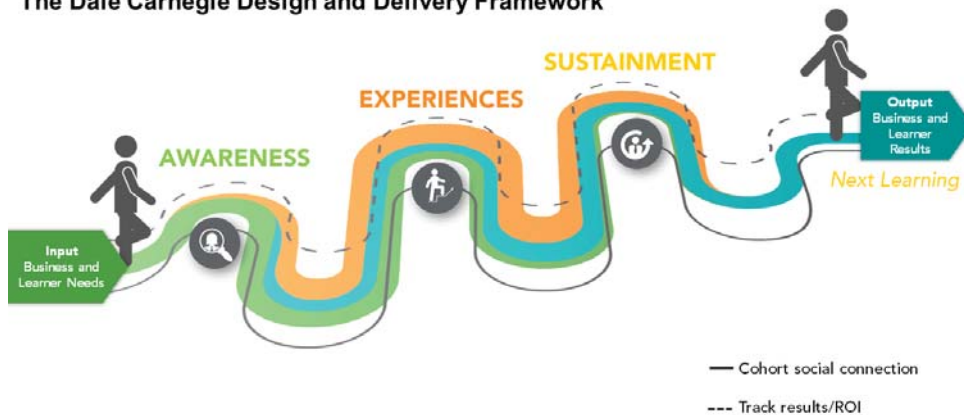 The Dale Carnegie Design and Delivery Framework
SUSTAINMENT
EXPERIENCES
AWARENESS
Output
Business and
Learner
Results
Next Learning
Input
Business and
Learner Needs
Cohort social connection
Track results/ROI